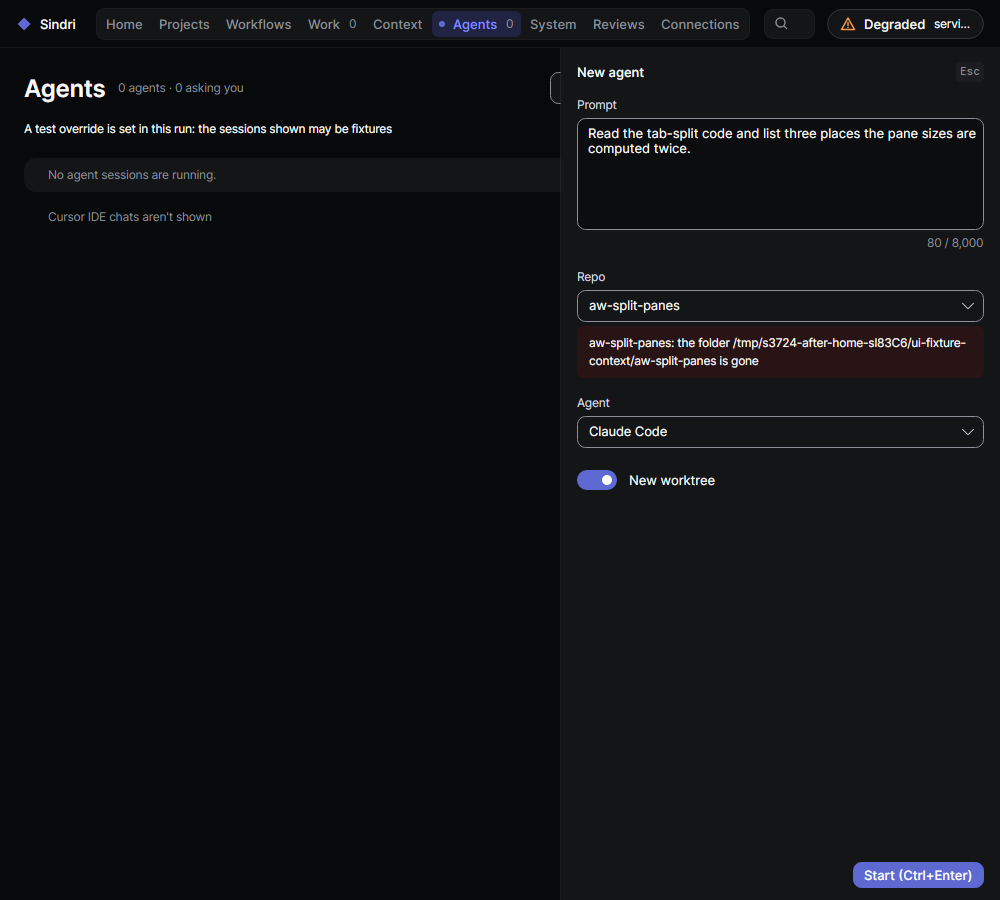 Sindri
Home Projects Workflows Work 0 Context Agents 0 System Reviews Connections
Degraded servi...
Agents 0 agents · 0 asking you
A test override is set in this run: the sessions shown may be fixtures
No agent sessions are running.
Cursor IDE chats aren't shown
New agent Esc
Prompt
Read the tab-split code and list three places the pane sizes are
computed twice.
80 / 8,000
Repo
aw-split-panes
aw-split-panes: the folder /tmp/s3724-after-home-sl83C6/ui-fixture-
context/aw-split-panes is gone
Agent
Claude Code
New worktree
Start (Ctrl+Enter)